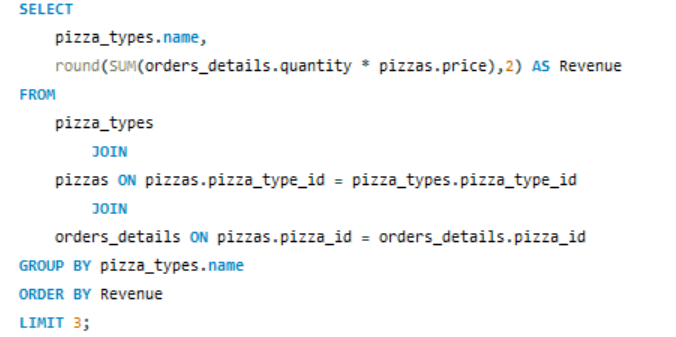 SELECT
    pizza_types.name,
    round(SUM(orders_details.quantity * pizzas.price),2) AS Revenue
FROM
    pizza_types
        JOIN
    pizzas ON pizzas.pizza_type_id = pizza_types.pizza_type_id
        JOIN
    orders_details ON pizzas.pizza_id = orders_details.pizza_id
GROUP BY pizza_types.name
ORDER BY Revenue
LIMIT 3;